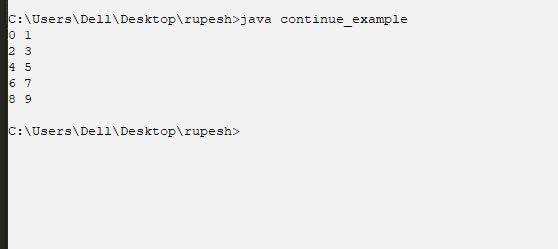 C:\Users\Dell\Desktop\rupesh>java continue_example
0 1
2 3
4 5
6 7
8 9
C:\Users\Dell\Desktop\rupesh>